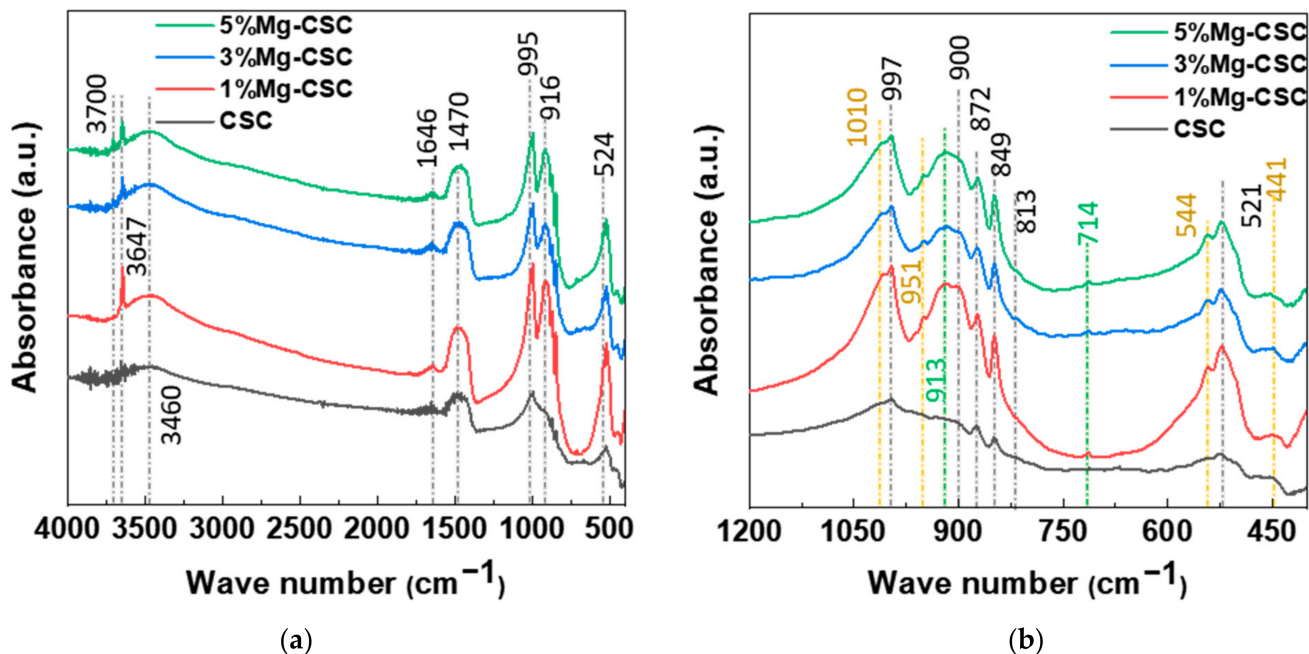 5%Mg-CSC
3%Mg-CSC
1%Mg-CSC
CSC
3700
3647
3460
1646
1470
995
916
524
Absorbance (a.u.)
4000 3500 3000 2500 2000 1500 1000 500
Wave number (cm−1)
(a)
5%Mg-CSC
3%Mg-CSC
1%Mg-CSC
CSC
1010
997
951
913
900
872
849
813
714
544
521
441
Absorbance (a.u.)
1200 1050 900 750 600 450
Wave number (cm−1)
(b)